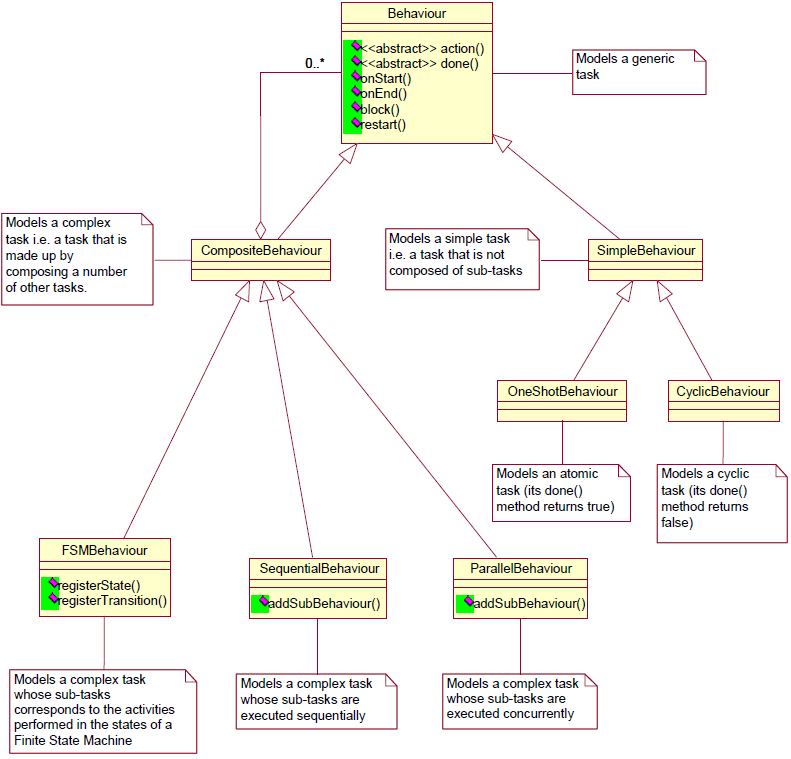 Behaviour
<<abstract>> action()
<<abstract>> done()
onStart()
onEnd()
block()
restart()
0..*
Models a generic
task
Models a complex
task i.e. a task that is
made up by
composing a number
of other tasks.
CompositeBehaviour
Models a simple task
i.e. a task that is not
composed of sub-tasks
SimpleBehaviour
OneShotBehaviour
CyclicBehaviour
Models an atomic
task (its done()
method returns true)
Models a cyclic
task (its done()
method returns
false)
FSMBehaviour
registerState()
registerTransition()
SequentialBehaviour
addSubBehaviour()
ParallelBehaviour
addSubBehaviour()
Models a complex task
whose sub-tasks
corresponds to the activities
performed in the states of a
Finite State Machine
Models a complex task
whose sub-tasks are
executed sequentially
Models a complex task
whose sub-tasks are
executed concurrently